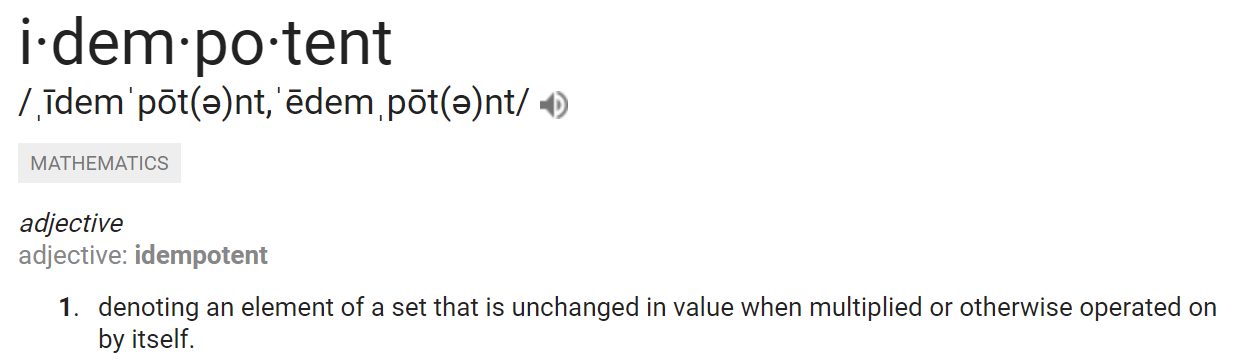 i·dem·po·tent
/ˌīdemˈpōt(ə)nt,ˈēdemˌpōt(ə)nt/
MATHEMATICS
adjective
adjective: idempotent
1. denoting an element of a set that is unchanged in value when multiplied or otherwise operated on
by itself.